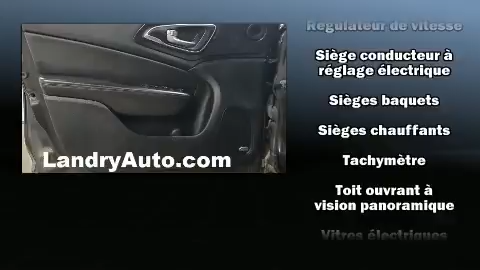 Régulateur de vitesse
Siège conducteur à
réglage électrique
Sièges baquets
Sièges chauffants
Tachymètre
Toit ouvrant à
vision panoramique
Vitres électriques
LandryAuto.com